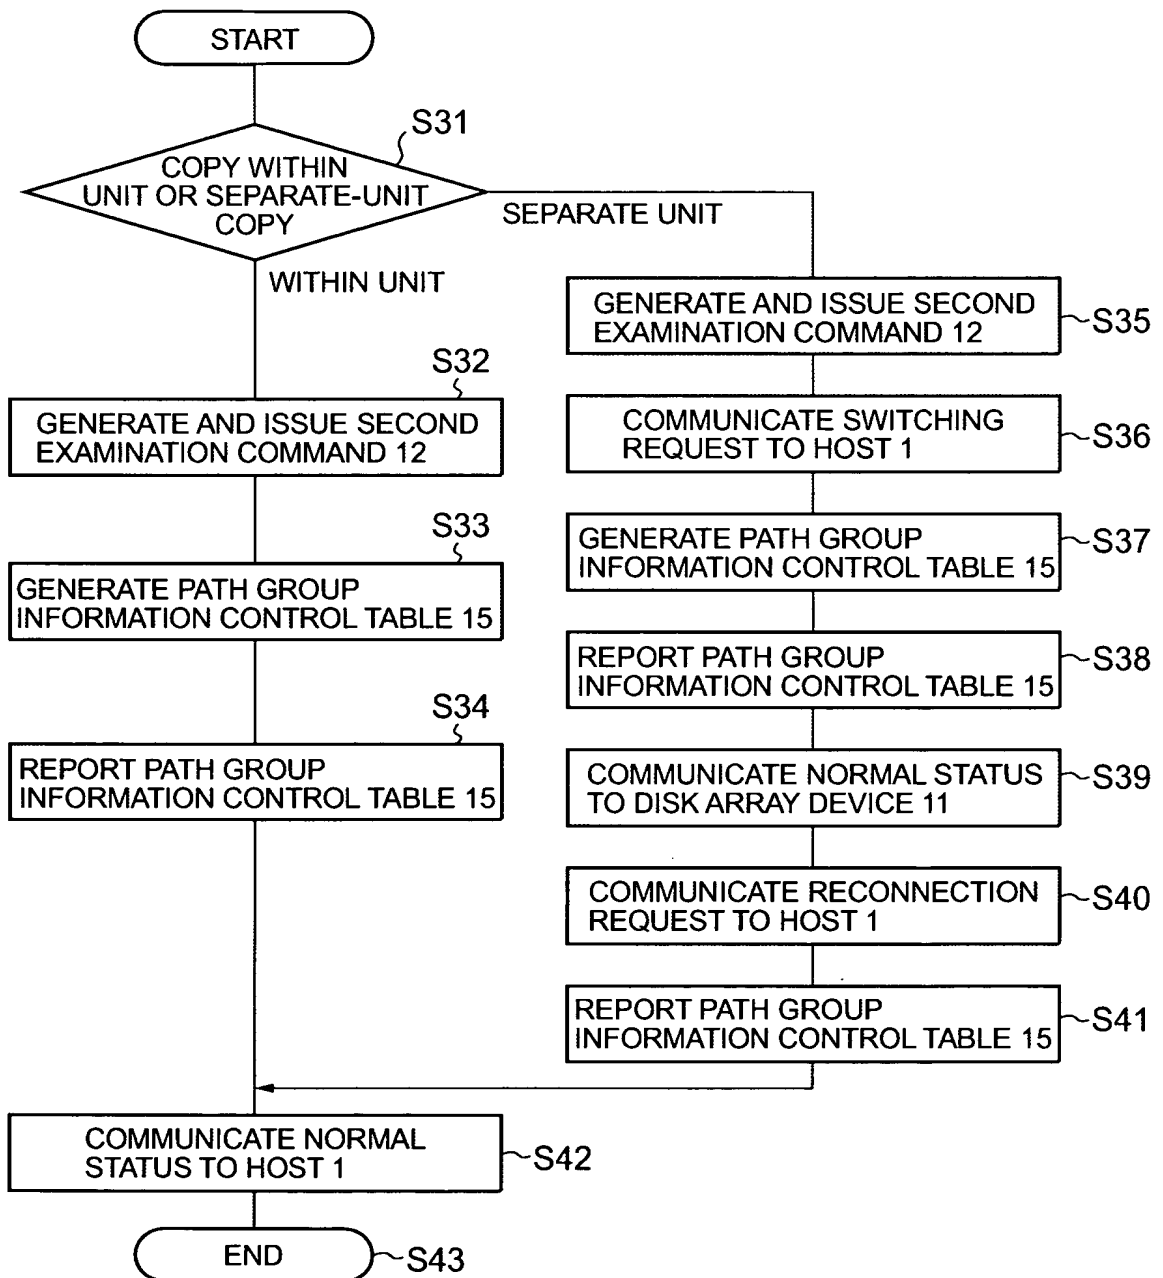 START
S31
COPY WITHIN
UNIT OR SEPARATE-UNIT
COPY
SEPARATE UNIT
WITHIN UNIT
S32
GENERATE AND ISSUE SECOND
EXAMINATION COMMAND 12
S33
GENERATE PATH GROUP
INFORMATION CONTROL TABLE 15
S34
REPORT PATH GROUP
INFORMATION CONTROL TABLE 15
GENERATE AND ISSUE SECOND
EXAMINATION COMMAND 12
S35
COMMUNICATE SWITCHING
REQUEST TO HOST 1
S36
GENERATE PATH GROUP
INFORMATION CONTROL TABLE 15
S37
REPORT PATH GROUP
INFORMATION CONTROL TABLE 15
S38
COMMUNICATE NORMAL STATUS
TO DISK ARRAY DEVICE 11
S39
COMMUNICATE RECONNECTION
REQUEST TO HOST 1
S40
REPORT PATH GROUP
INFORMATION CONTROL TABLE 15
S41
COMMUNICATE NORMAL
STATUS TO HOST 1
S42
END
S43